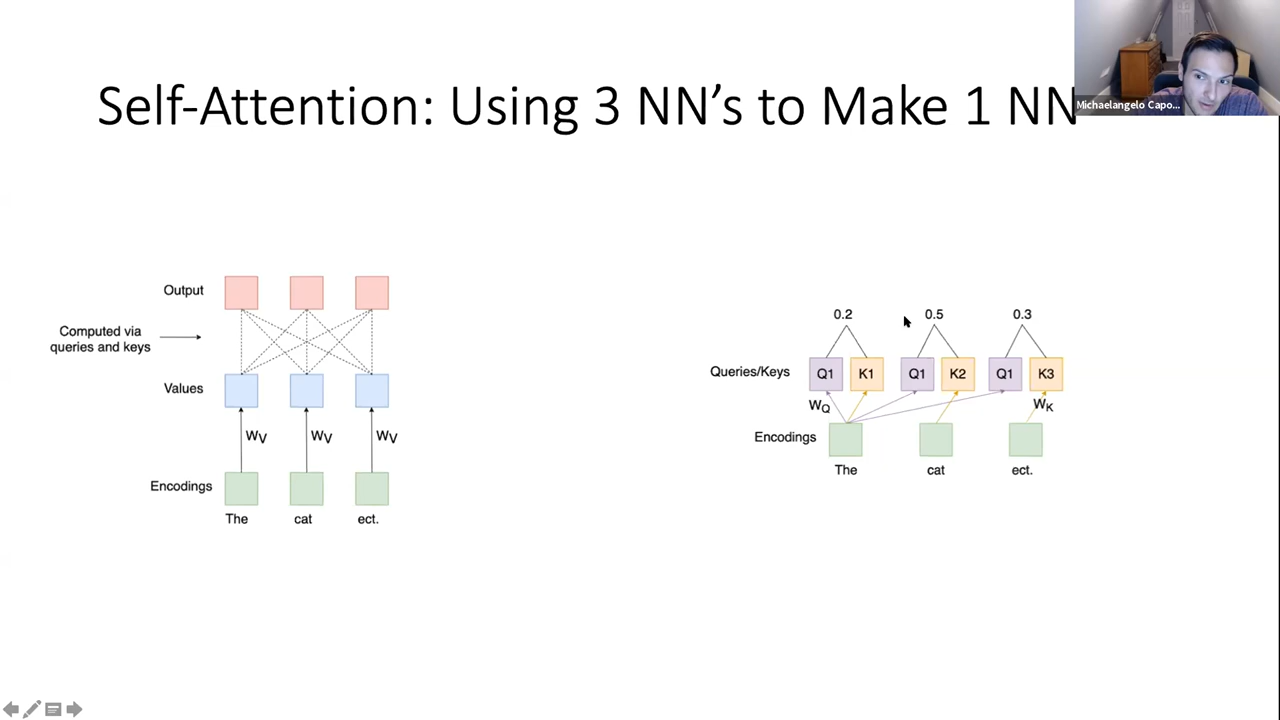 Self-Attention: Using 3 NN's to Make 1 NN
Michaelangelo Capo...
Output
Computed via
queries and keys
Values
WV WV WV
Encodings
The cat ect.
0.2 0.5 0.3
Queries/Keys Q1 K1 Q1 K2 Q1 K3
WQ WK
Encodings
The cat ect.